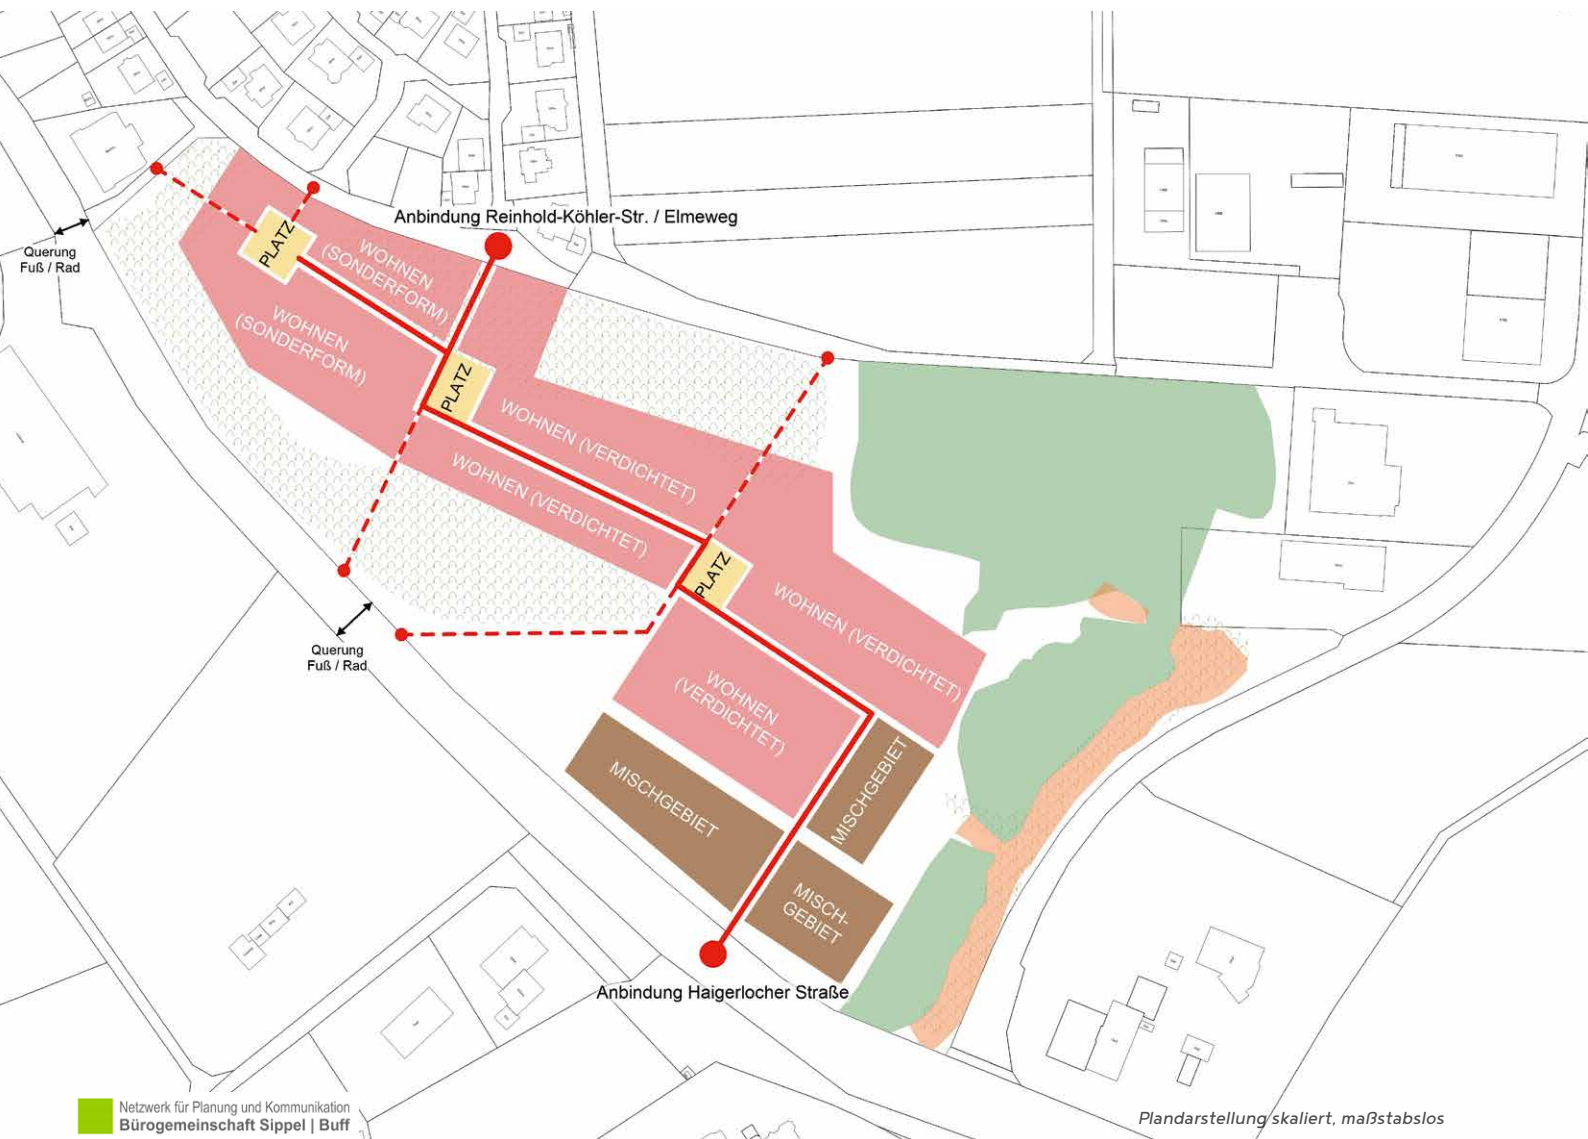 Anbindung Reinhold-Köhler-Str. / Elmeweg
Querung
Fuß / Rad
PLATZ
WOHNEN
(SONDERFORM)
WOHNEN
(SONDERFORM)
PLATZ
WOHNEN (VERDICHTET)
WOHNEN (VERDICHTET)
PLATZ
WOHNEN (VERDICHTET)
Querung
Fuß / Rad
WOHNEN
(VERDICHTET)
MISCHGEBIET
MISCHGEBIET
MISCH-
GEBIET
Anbindung Haigerlocher Straße
Netzwerk für Planung und Kommunikation
Bürogemeinschaft Sippel | Buff
Plandarstellung skaliert, maßstabslos